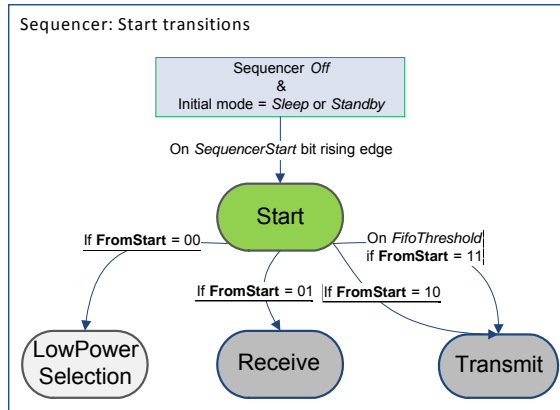 Sequencer: Start transitions
Sequencer Off
&
Initial mode = Sleep or Standby
On SequencerStart bit rising edge
Start
If FromStart = 00
On FifoThreshold
if FromStart = 11
If FromStart = 01
If FromStart = 10
LowPower
Selection
Receive
Transmit